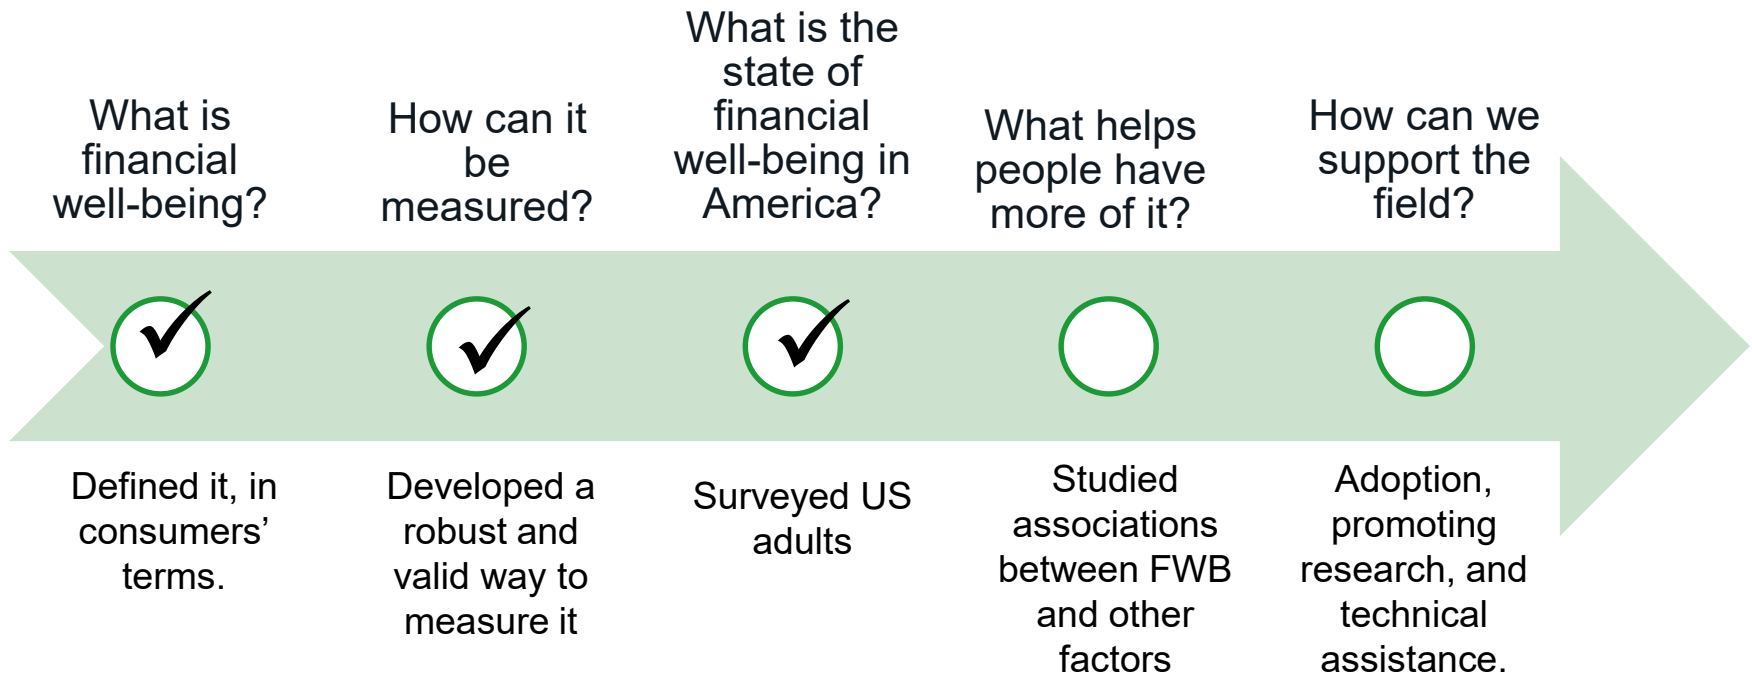 What is
financial
well-being?
How can it
be
measured?
What is the
state of
financial
well-being in
America?
What helps
people have
more of it?
How can we
support the
field?
Defined it, in
consumers’
terms.
Developed a
robust and
valid way to
measure it
Surveyed US
adults
Studied
associations
between FWB
and other
factors
Adoption,
promoting
research, and
technical
assistance.